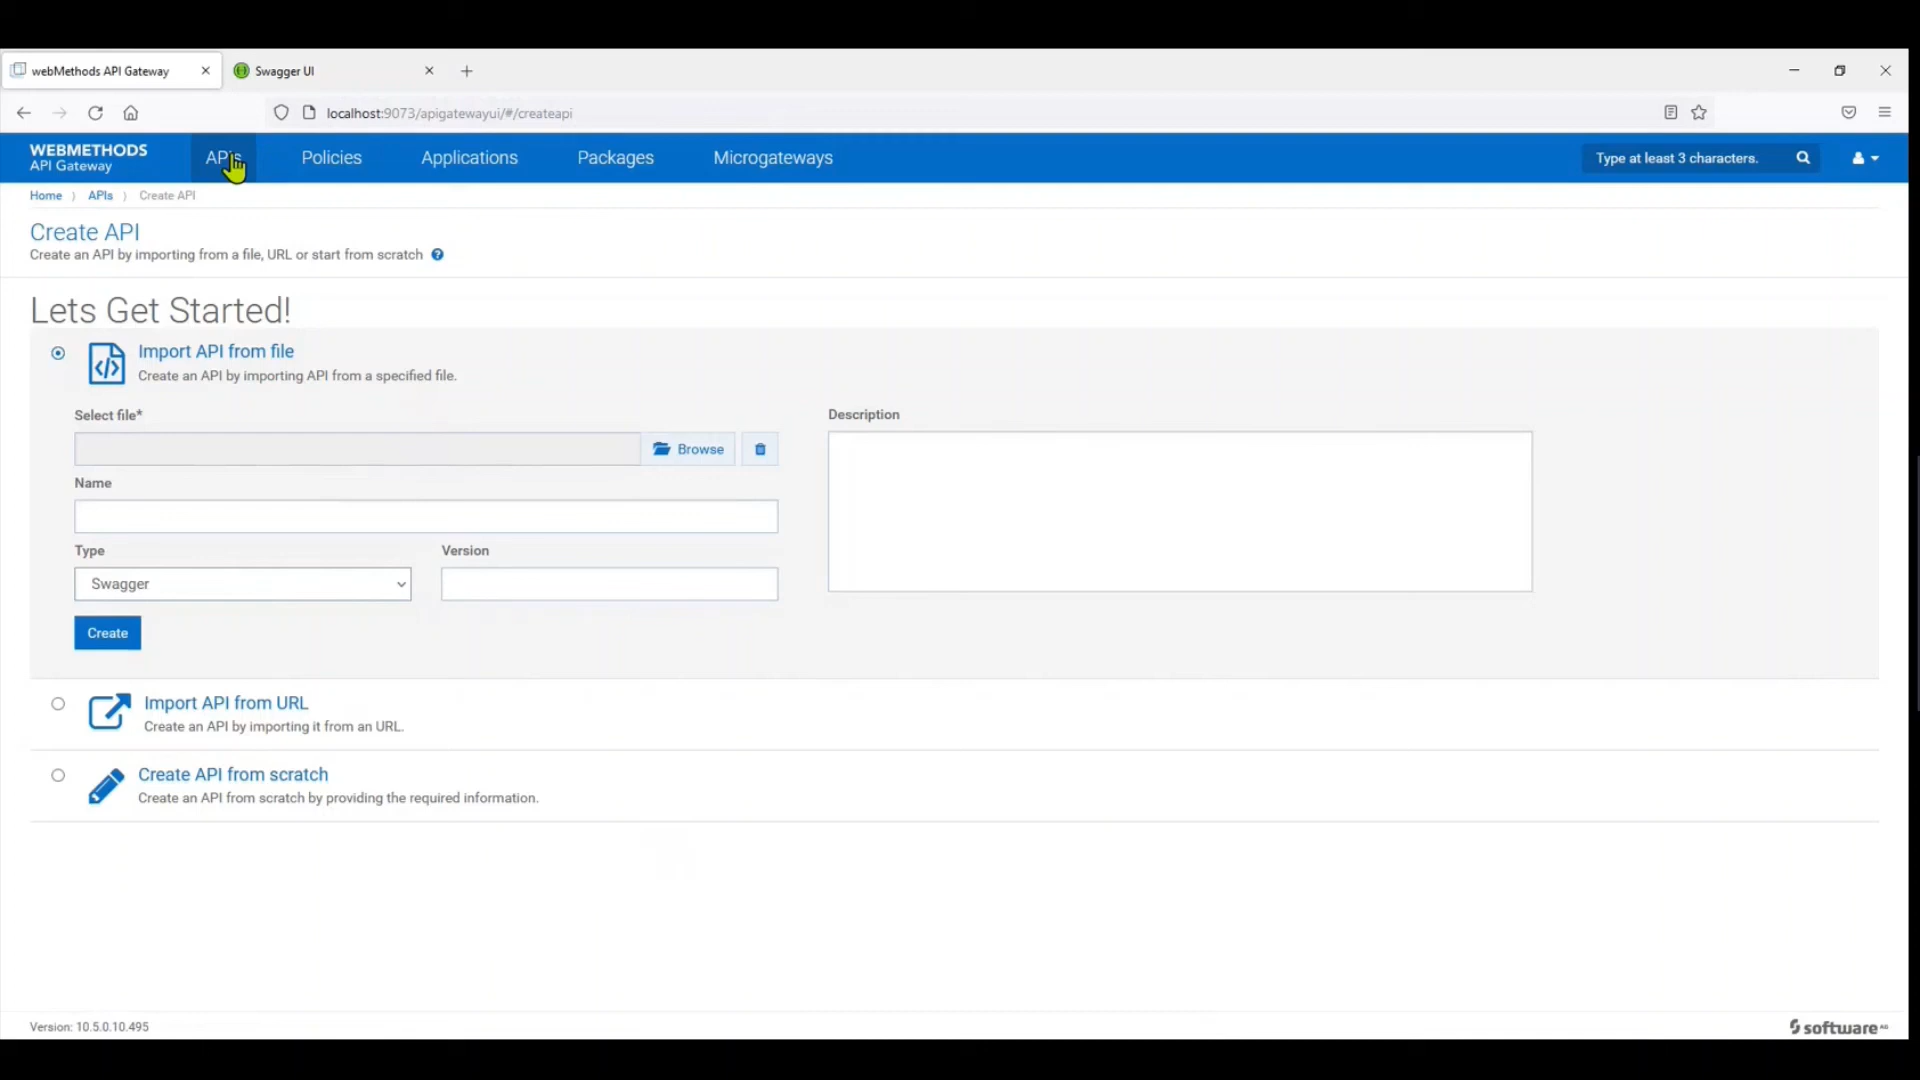 webMethods API Gateway
Swagger UI
localhost:9073/apigatewayui/#/createapi
WEBMETHODS
API Gateway
APIs
Policies
Applications
Packages
Microgateways
Type at least 3 characters.
Home
APIs
Create API
Create API
Create an API by importing from a file, URL or start from scratch
Lets Get Started!
Import API from file
Create an API by importing API from a specified file.
Select file*
Browse
Description
Name
Type
Version
Swagger
Create
Import API from URL
Create an API by importing it from an URL.
Create API from scratch
Create an API from scratch by providing the required information.
Version: 10.5.0.10.495
software AG